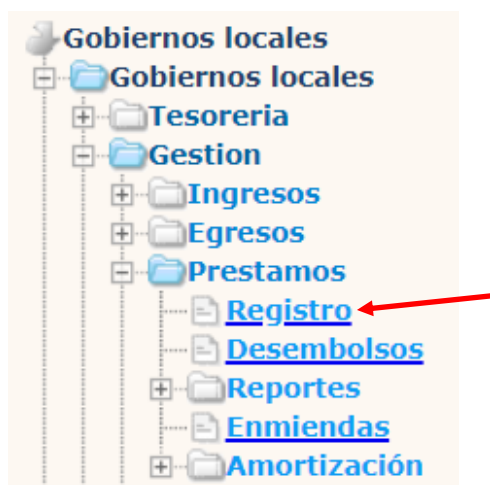 Gobiernos locales
Gobiernos locales
Tesoreria
Gestion
Ingresos
Egresos
Prestamos
Registro
Desembolsos
Reportes
Enmiendas
Amortización